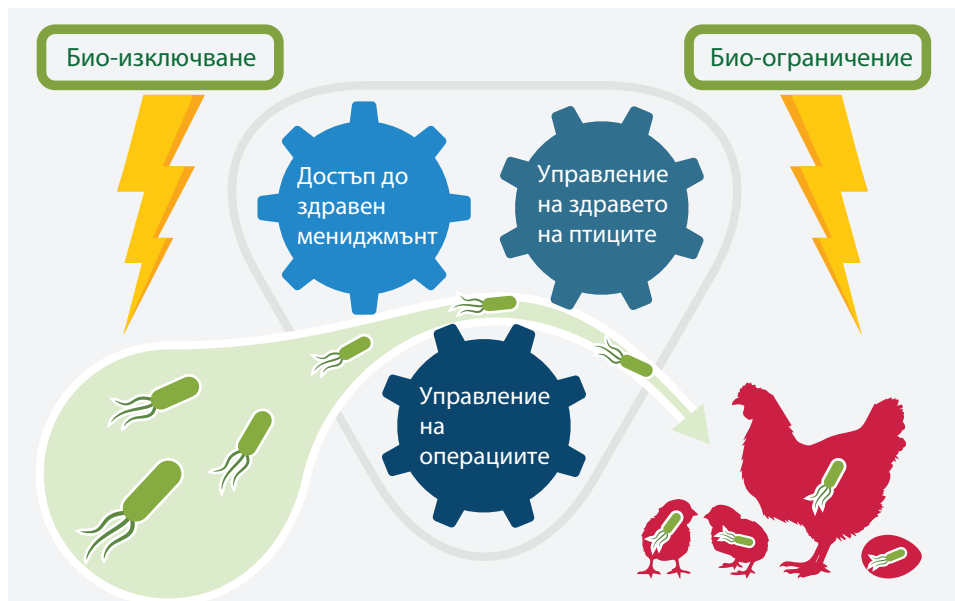 Био-изключване
Био-ограничение
Достъп до
здравен
мениджмънт
Управление
на здравето
на птиците
Управление
на
операциите